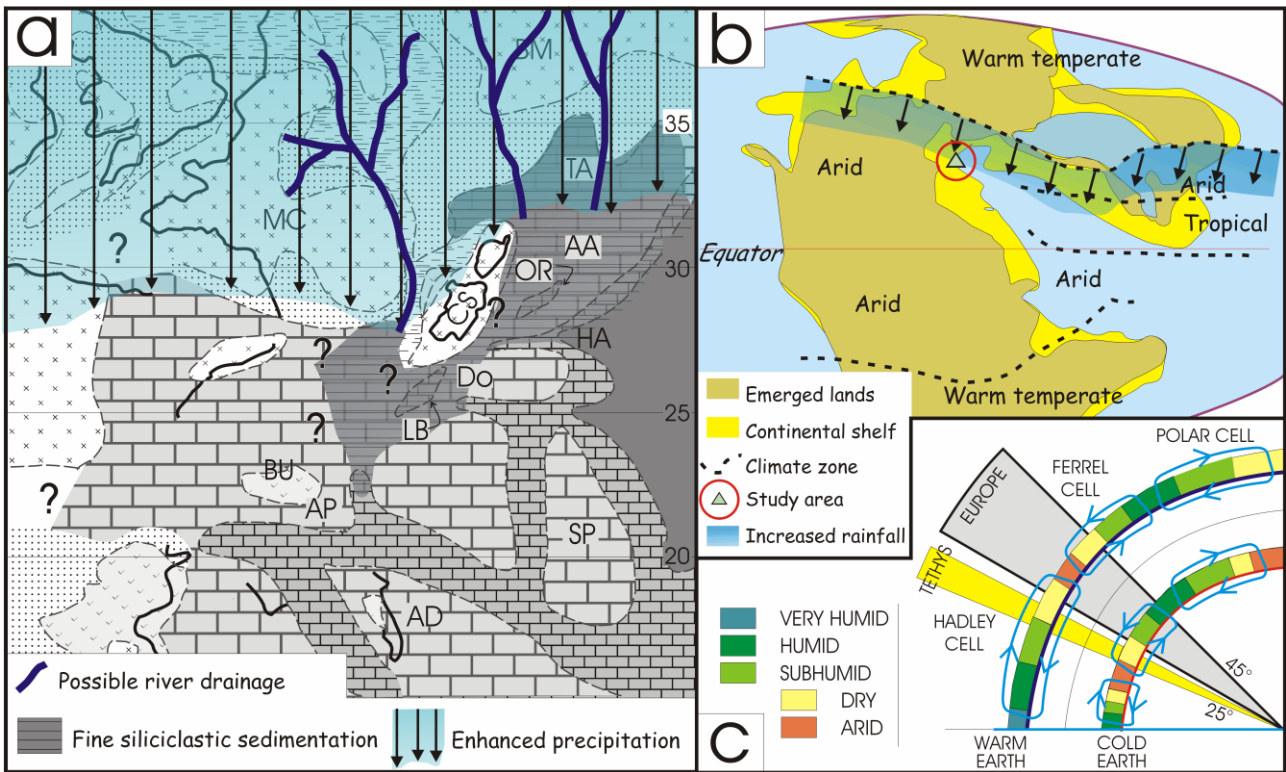 a
BM
35
TA
MC
?
AA
30
OR
CS
?
HA
?
?
Do
25
?
LB
BU
?
AP
SP
20
AD
Possible river drainage
Fine siliciclastic sedimentation
Enhanced precipitation
b
Warm temperate
Arid
Arid
Tropical
Equator
Arid
Arid
Warm temperate
Emerged lands
Continental shelf
Climate zone
Study area
Increased rainfall
c
POLAR CELL
FERREL
CELL
EUROPE
TETHYS
HADLEY
CELL
VERY HUMID
HUMID
SUBHUMID
DRY
ARID
45°
25°
WARM
EARTH
COLD
EARTH